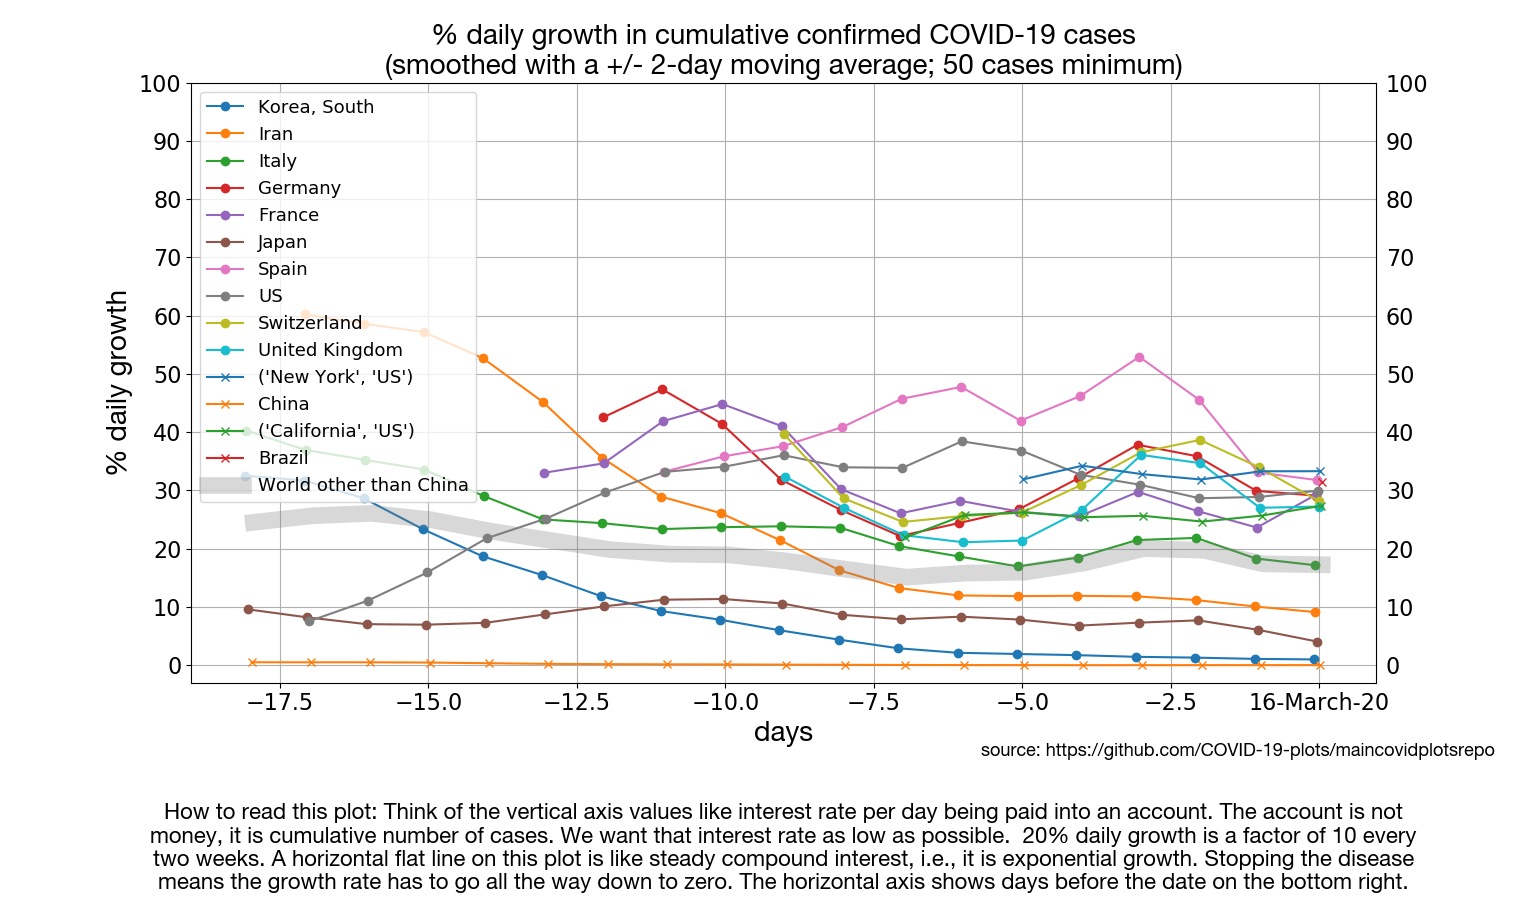 % daily growth in cumulative confirmed COVID-19 cases
(smoothed with a +/- 2-day moving average; 50 cases minimum)
100
90
80
70
60
50
40
30
20
10
0
% daily growth
Korea, South
Iran
Italy
Germany
France
Japan
Spain
US
Switzerland
United Kingdom
('New York', 'US')
China
('California', 'US')
Brazil
World other than China
100
90
80
70
60
50
40
30
20
10
0
−17.5 −15.0 −12.5 −10.0 −7.5 −5.0 −2.5 16-March-20
days
source: https://github.com/COVID-19-plots/maincovidplotsrepo
How to read this plot: Think of the vertical axis values like interest rate per day being paid into an account. The account is not
money, it is cumulative number of cases. We want that interest rate as low as possible.  20% daily growth is a factor of 10 every
two weeks. A horizontal flat line on this plot is like steady compound interest, i.e., it is exponential growth. Stopping the disease
means the growth rate has to go all the way down to zero. The horizontal axis shows days before the date on the bottom right.